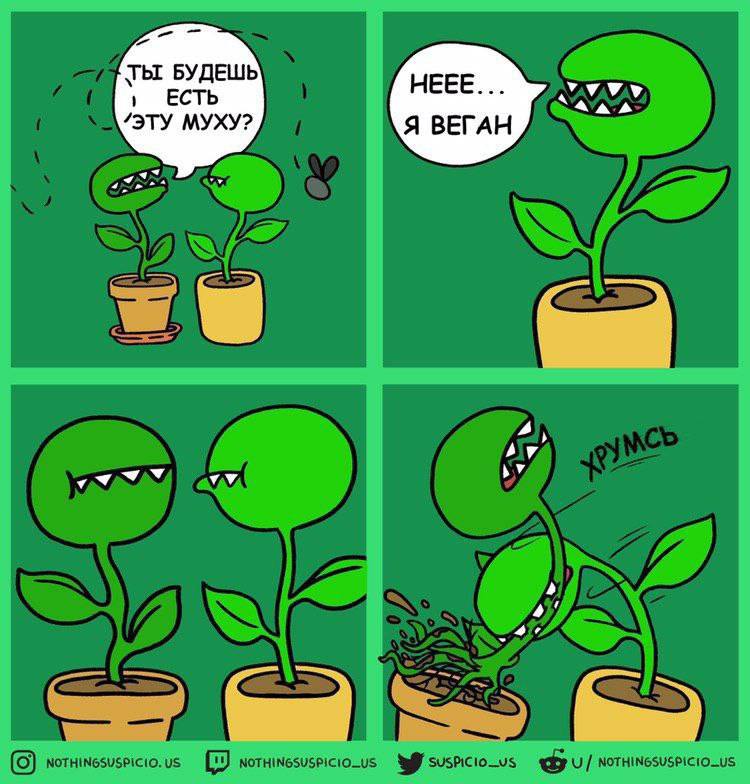 ТЫ БУДЕШЬ
ЕСТЬ
ЭТУ МУХУ?
НЕЕЕ...
Я ВЕГАН
ХРУМСЬ
NOTHINGSUSPICIO.US
NOTHINGSUSPICIO_US
SUSPICIO_US
U/ NOTHINGSUSPICIO_US